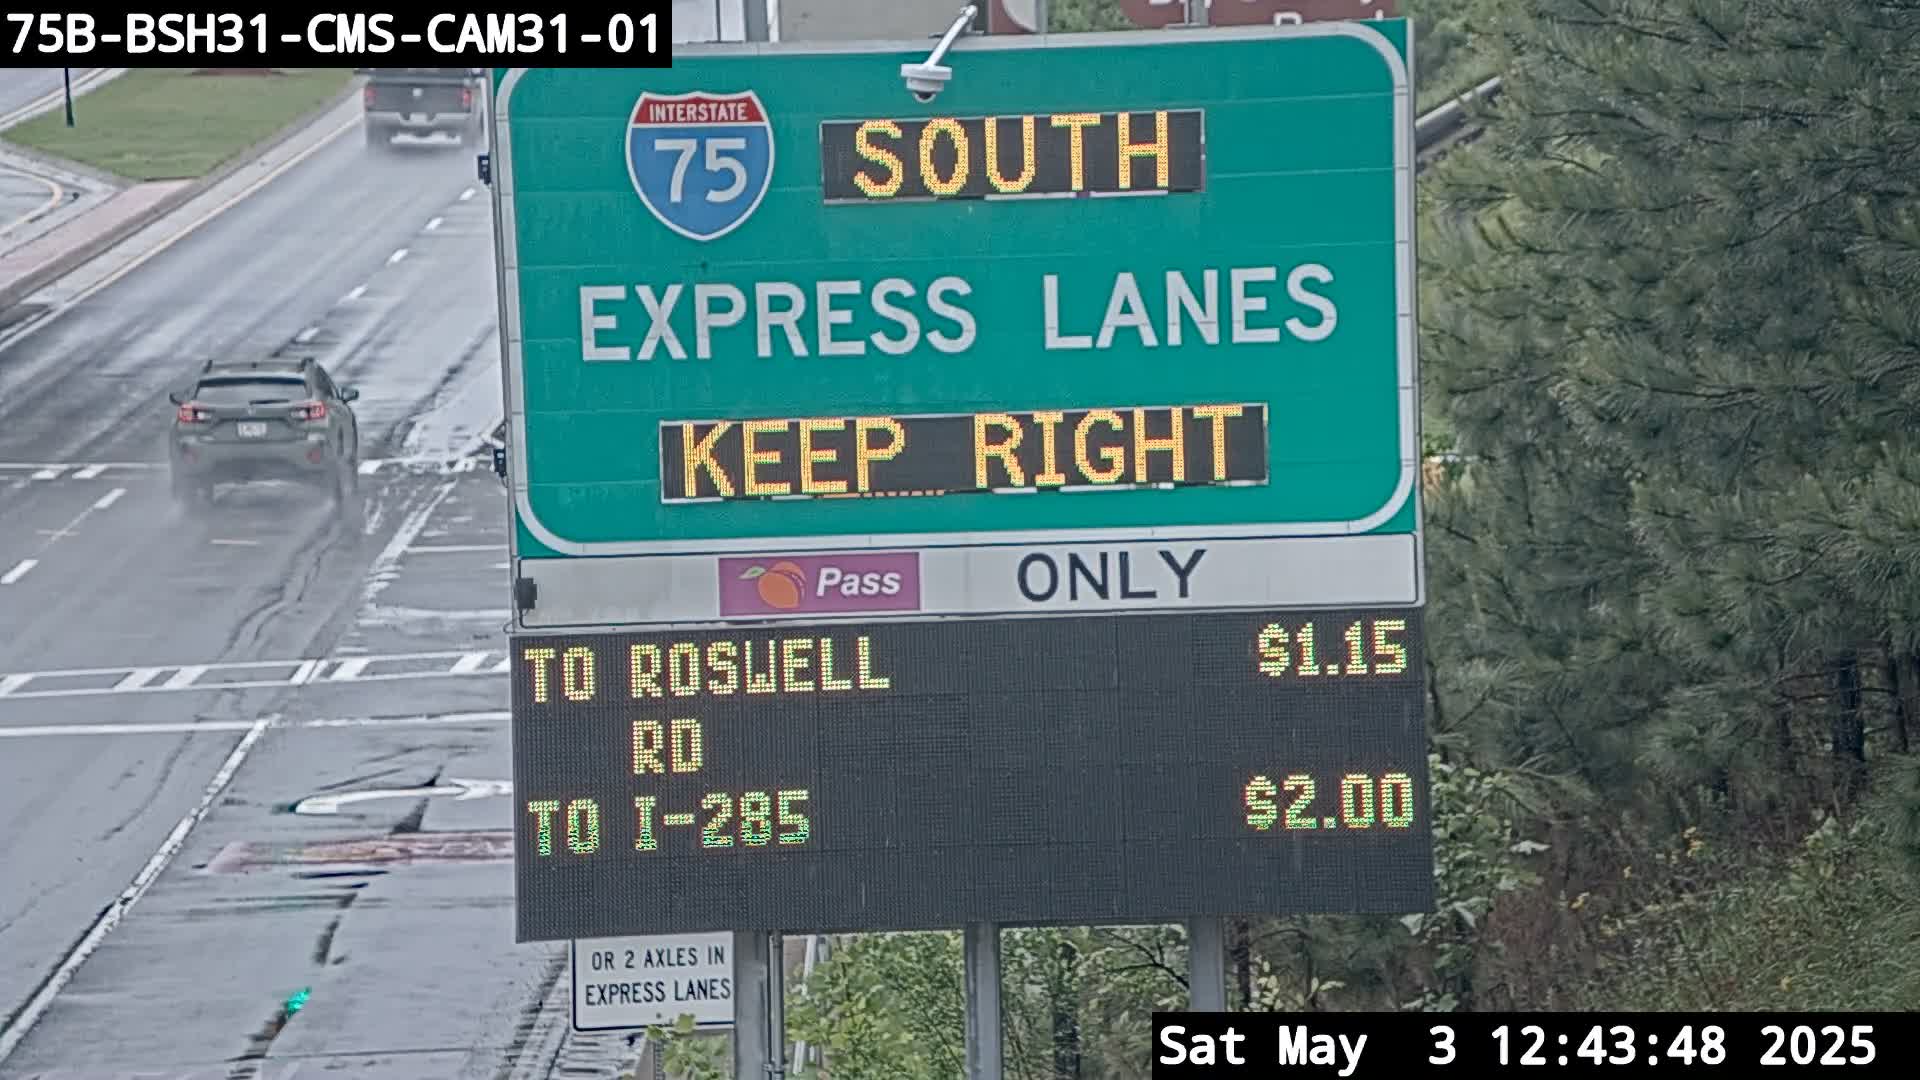 75B-BSH31-CMS-CAM31-01
INTERSTATE
75
SOUTH
EXPRESS LANES
KEEP RIGHT
Pass ONLY
TO ROSWELL $1.15
RD
TO I-285 $2.00
OR 2 AXLES IN
EXPRESS LANES
Sat May 3 12:43:48 2025